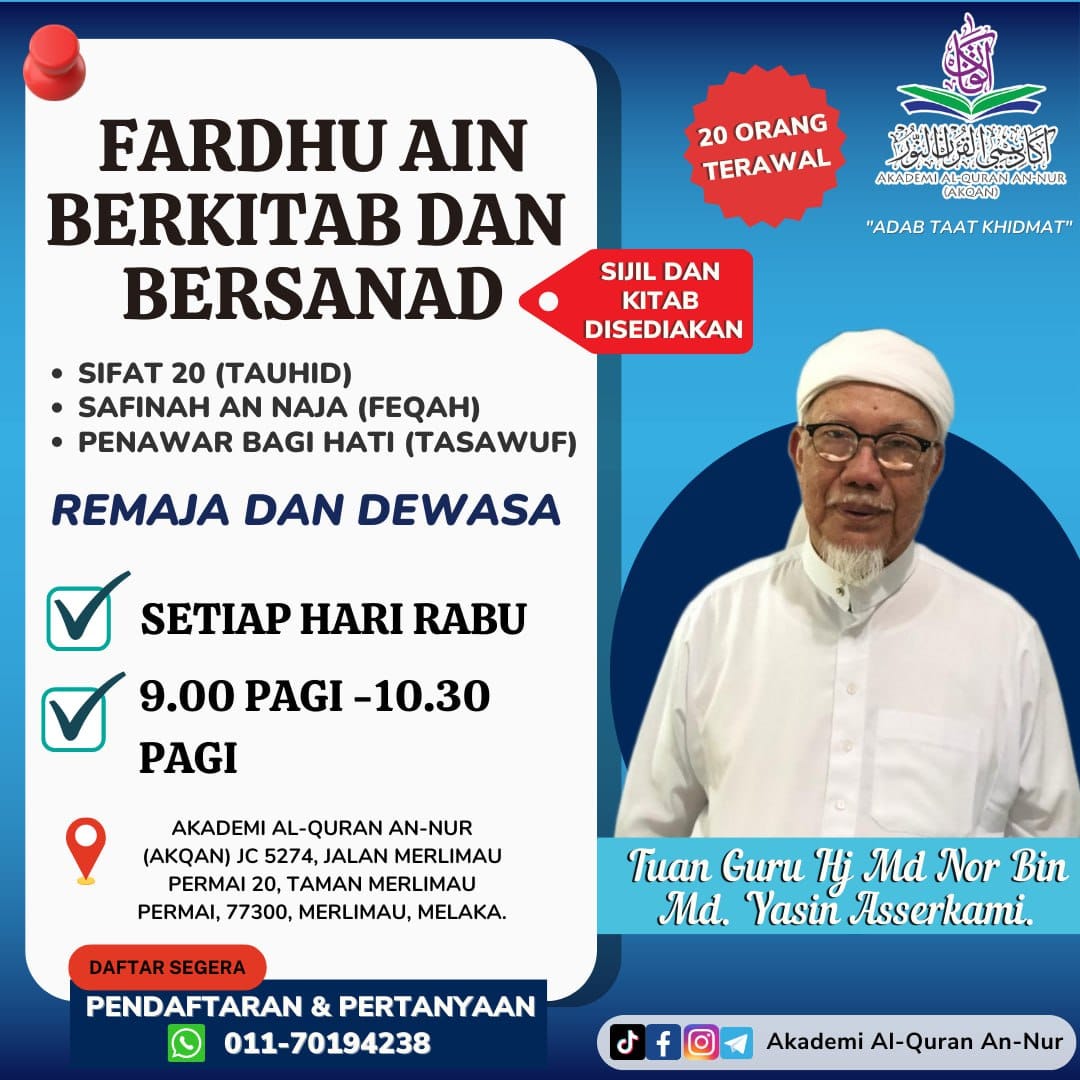 FARDHU AIN
BERKITAB DAN
BERSANAD
20 ORANG
TERAWAL
اکاديمي القرءان النور
AKADEMI AL-QURAN AN-NUR
(AKQAN)
"ADAB TAAT KHIDMAT"
SIJIL DAN
KITAB
DISEDIAKAN
• SIFAT 20 (TAUHID)
• SAFINAH AN NAJA (FEQAH)
• PENAWAR BAGI HATI (TASAWUF)
REMAJA DAN DEWASA
SETIAP HARI RABU
9.00 PAGI -10.30
PAGI
AKADEMI AL-QURAN AN-NUR
(AKQAN) JC 5274, JALAN MERLIMAU
PERMAI 20, TAMAN MERLIMAU
PERMAI, 77300, MERLIMAU, MELAKA.
Tuan Guru Hj Md Nor Bin
Md. Yasin Asserkami.
DAFTAR SEGERA
PENDAFTARAN & PERTANYAAN
011-70194238
Akademi Al-Quran An-Nur